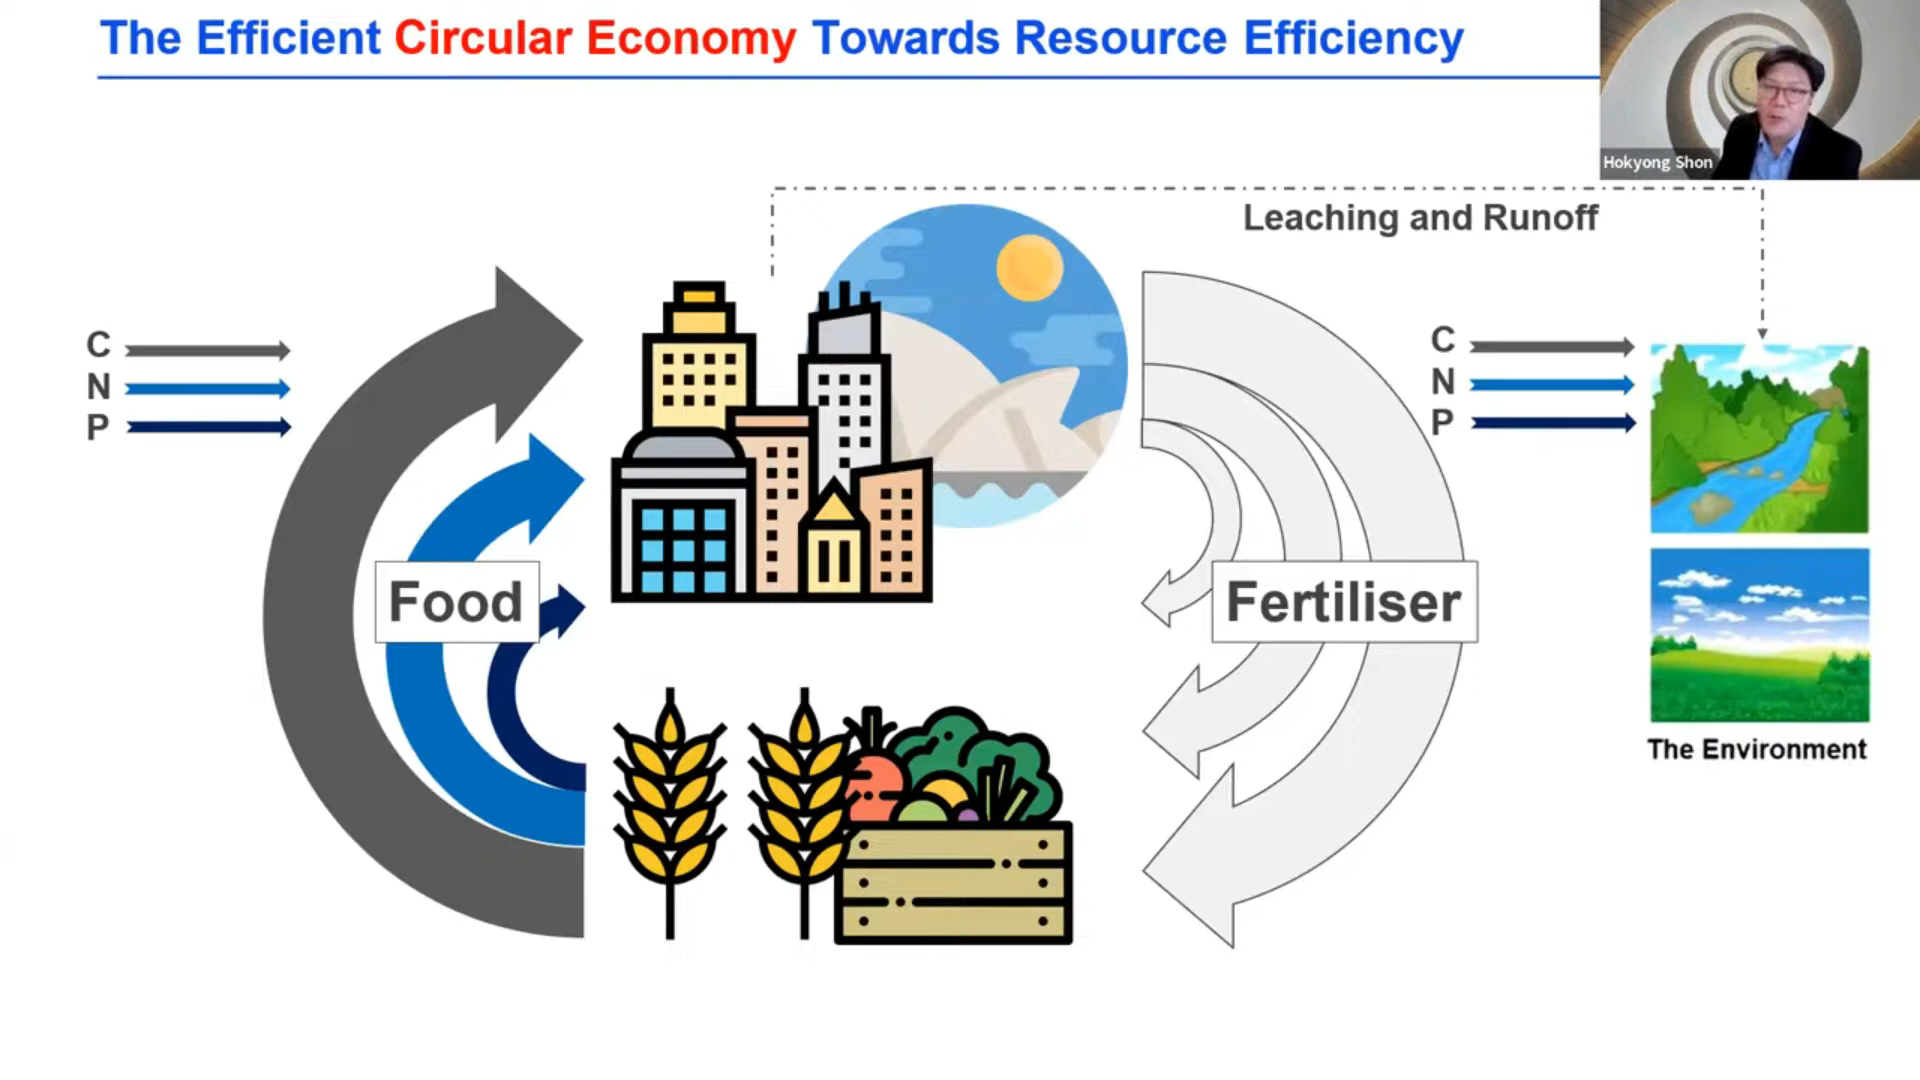 The Efficient Circular Economy Towards Resource Efficiency
Hokyong Shon
Leaching and Runoff
C
N
P
C
N
P
Food
Fertiliser
The Environment